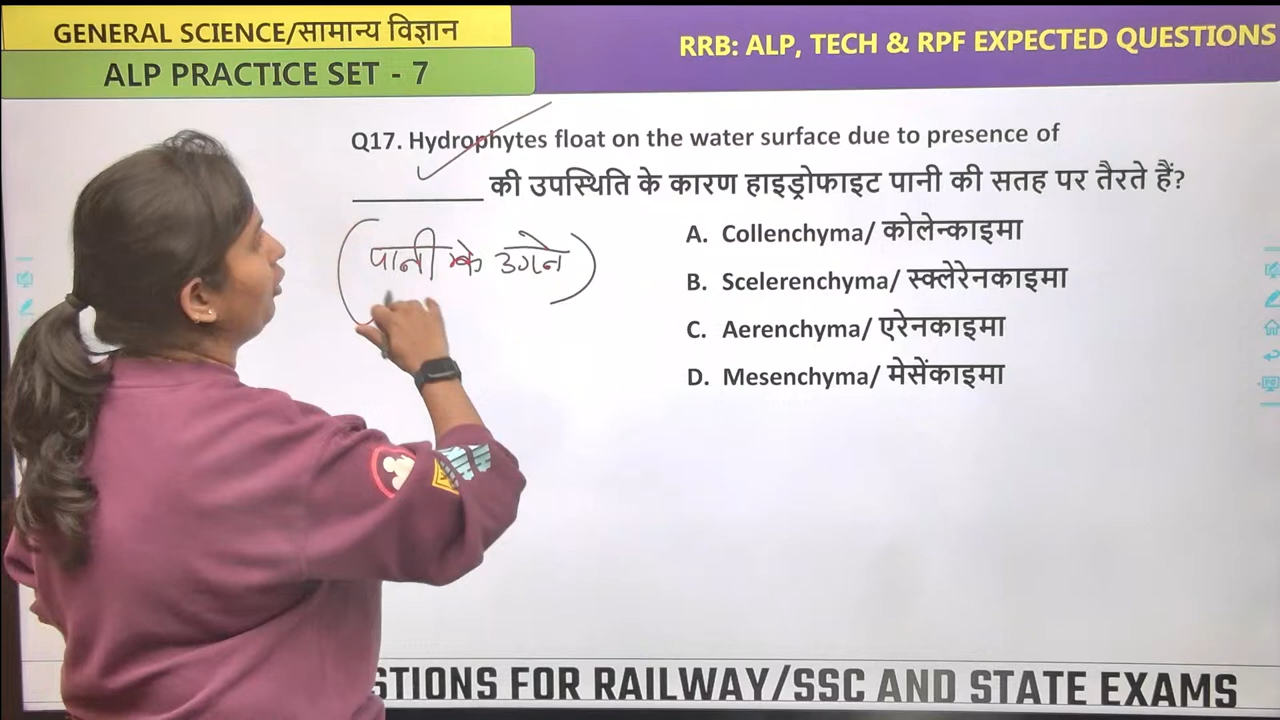 GENERAL SCIENCE/सामान्य विज्ञान
ALP PRACTICE SET - 7
RRB: ALP, TECH & RPF EXPECTED QUESTIONS
Q17. Hydrophytes float on the water surface due to presence of
________ की उपस्थिति के कारण हाइड्रोफाइट पानी की सतह पर तैरते हैं?
(पानी के उगने)
A. Collenchyma/ कोलेन्काइमा
B. Scelerenchyma/ स्क्लेरेनकाइमा
C. Aerenchyma/ एरेनकाइमा
D. Mesenchyma/ मेसेंकाइमा
STIONS FOR RAILWAY/SSC AND STATE EXAMS